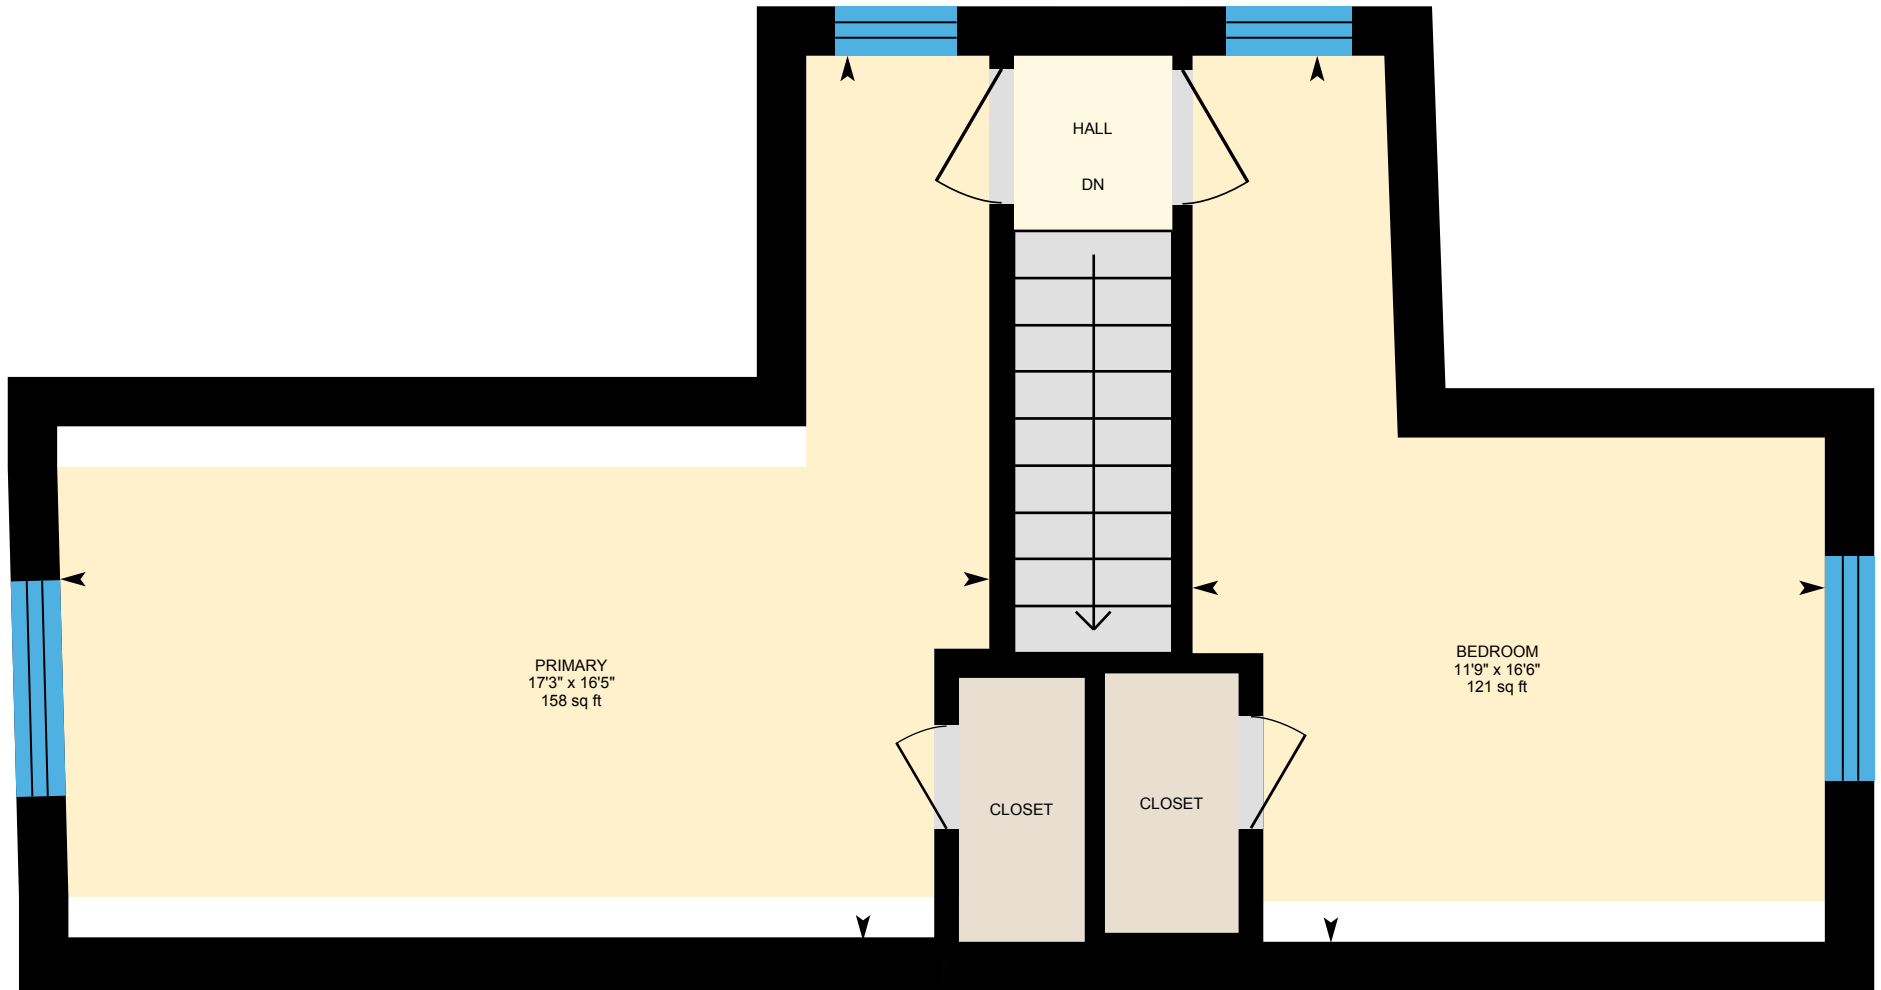 HALL
DN
PRIMARY
17'3" x 16'5"
158 sq ft
BEDROOM
11'9" x 16'6"
121 sq ft
CLOSET
CLOSET